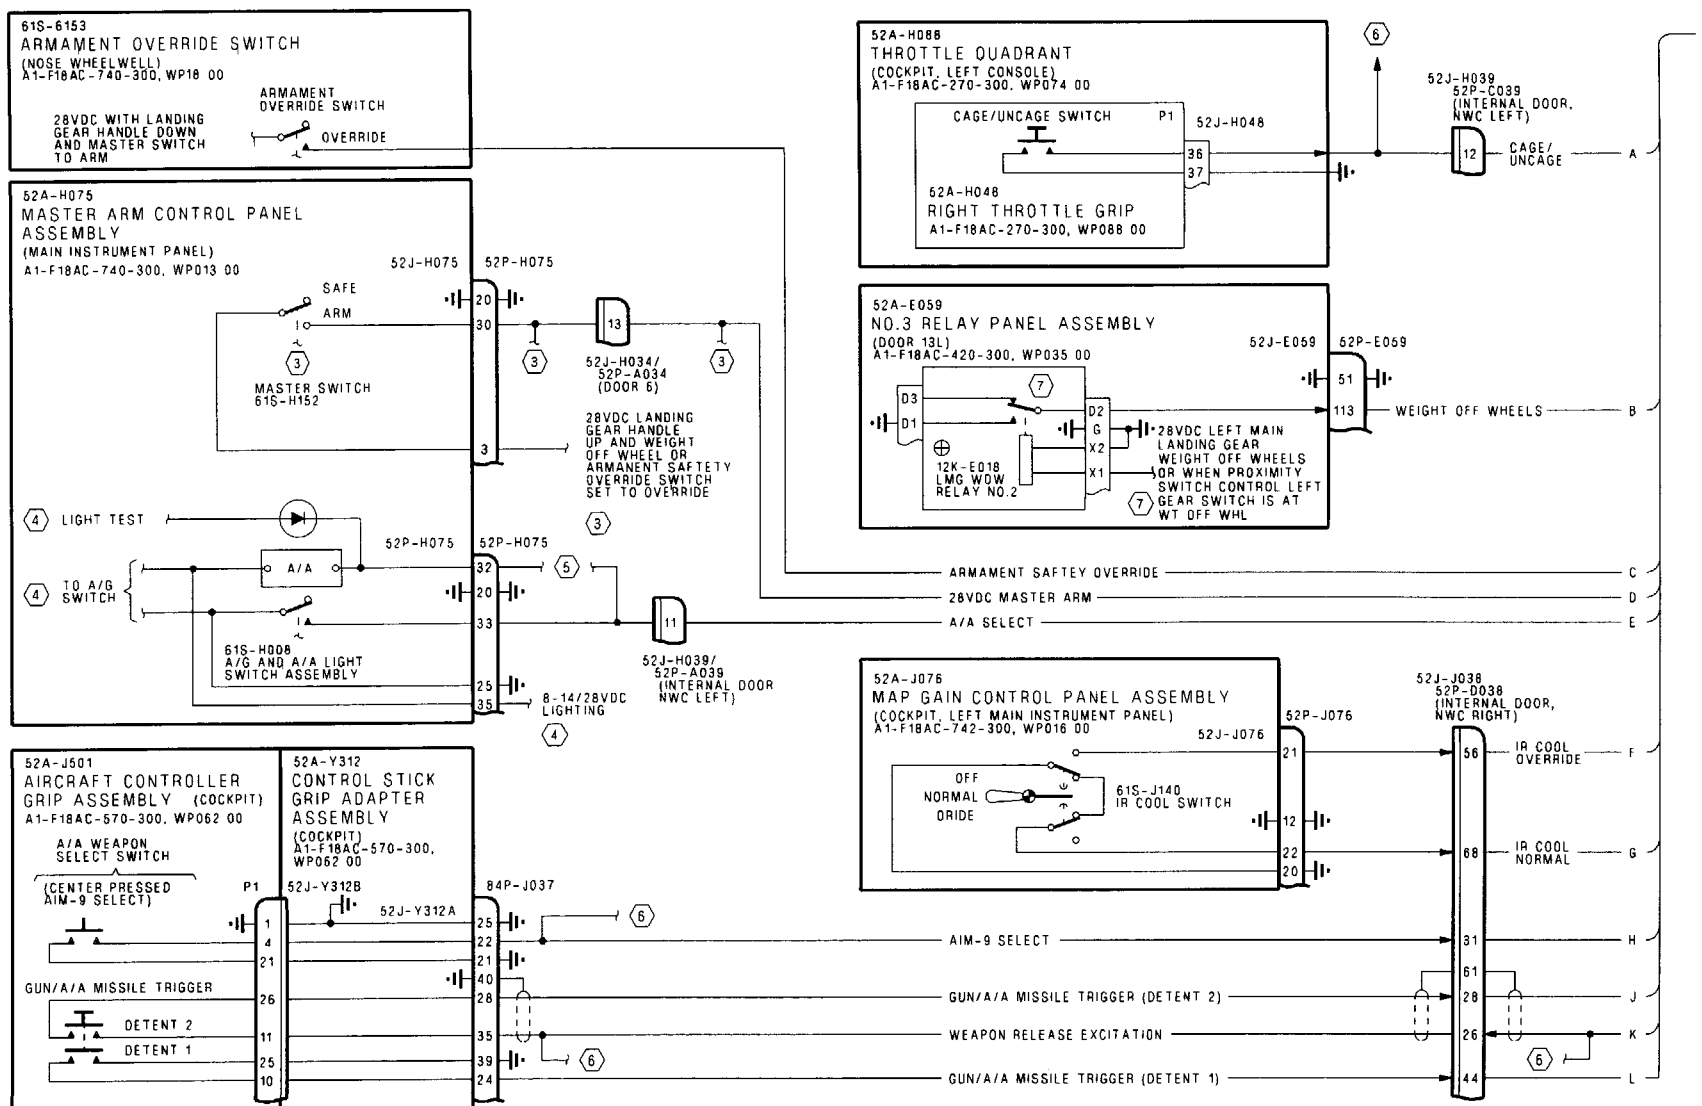 61S-6153
ARMAMENT OVERRIDE SWITCH
(NOSE WHEELWELL)
A1-F18AC-740-300, WP18 00
ARMAMENT
OVERRIDE SWITCH
28VDC WITH LANDING
GEAR HANDLE DOWN
AND MASTER SWITCH
TO ARM
OVERRIDE
52A-H075
MASTER ARM CONTROL PANEL
ASSEMBLY
(MAIN INSTRUMENT PANEL)
A1-F18AC-740-300, WP013 00
52J-H075
52P-H075
SAFE
ARM
20
30
3
MASTER SWITCH
61S-H152
3
3
13
3
52J-H034/
52P-A034
(DOOR 6)
28VDC LANDING
GEAR HANDLE
UP AND WEIGHT
OFF WHEEL OR
ARMANENT SAFTETY
OVERRIDE SWITCH
SET TO OVERRIDE
3
4
LIGHT TEST
52P-H075
52P-H075
A/A
32
5
4
TO A/G
SWITCH
20
33
11
61S-H008
A/G AND A/A LIGHT
SWITCH ASSEMBLY
52J-H039/
52P-A039
(INTERNAL DOOR
NWC LEFT)
25
35
8-14/28VDC
LIGHTING
4
52A-J501
AIRCRAFT CONTROLLER
GRIP ASSEMBLY (COCKPIT)
A1-F18AC-570-300, WP062 00
A/A WEAPON
SELECT SWITCH
(CENTER PRESSED
AIM-9 SELECT)
P1
52A-Y312
CONTROL STICK
GRIP ADAPTER
ASSEMBLY
(COCKPIT)
A1-F18AC-570-300,
WP062 00
52J-Y312B
84P-J037
52J-Y312A
1
25
6
4
22
21
21
40
GUN/A/A MISSILE TRIGGER
26
28
DETENT 2
11
35
DETENT 1
25
39
6
10
24
52A-H088
THROTTLE QUADRANT
(COCKPIT, LEFT CONSOLE)
A1-F18AC-270-300, WP074 00
CAGE/UNCAGE SWITCH
P1
52J-H048
36
37
52A-H048
RIGHT THROTTLE GRIP
A1-F18AC-270-300, WP088 00
6
52J-H039
52P-C039
(INTERNAL DOOR,
NWC LEFT)
12
CAGE/
UNCAGE
A
52A-E059
NO.3 RELAY PANEL ASSEMBLY
(DOOR 13L)
A1-F18AC-420-300, WP035 00
52J-E059
52P-E059
51
113
WEIGHT OFF WHEELS
B
7
D3
D1
D2
G
X2
X1
12K-E018
LMG WOW
RELAY NO.2
28VDC LEFT MAIN
LANDING GEAR
WEIGHT OFF WHEELS
OR WHEN PROXIMITY
SWITCH CONTROL LEFT
GEAR SWITCH IS AT
WT OFF WHL
7
ARMAMENT SAFTEY OVERRIDE
C
28VDC MASTER ARM
D
A/A SELECT
E
52A-J076
MAP GAIN CONTROL PANEL ASSEMBLY
(COCKPIT, LEFT MAIN INSTRUMENT PANEL)
A1-F18AC-742-300, WP016 00
52J-J076
52P-J076
52J-J038
52P-D038
(INTERNAL DOOR,
NWC RIGHT)
21
56
IR COOL
OVERRIDE
F
OFF
NORMAL
ORIDE
61S-J140
IR COOL SWITCH
12
22
68
IR COOL
NORMAL
G
20
AIM-9 SELECT
31
H
61
GUN/A/A MISSILE TRIGGER (DETENT 2)
28
J
WEAPON RELEASE EXCITATION
26
K
6
GUN/A/A MISSILE TRIGGER (DETENT 1)
44
L